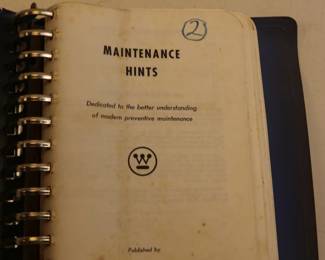 2
MAINTENANCE
HINTS
Dedicated to the better understanding
of modern preventive maintenance
W
Published by